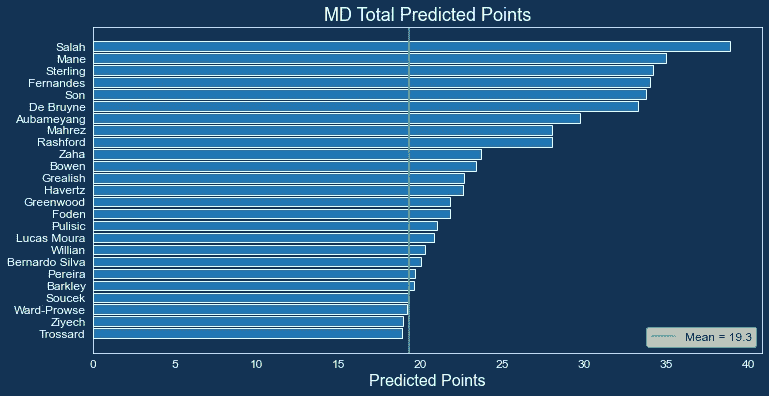 MD Total Predicted Points
Salah
Mane
Sterling
Fernandes
Son
De Bruyne
Aubameyang
Mahrez
Rashford
Zaha
Bowen
Grealish
Havertz
Greenwood
Foden
Pulisic
Lucas Moura
Willian
Bernardo Silva
Pereira
Barkley
Soucek
Ward-Prowse
Ziyech
Trossard
Mean = 19.3
0 5 10 15 20 25 30 35 40
Predicted Points